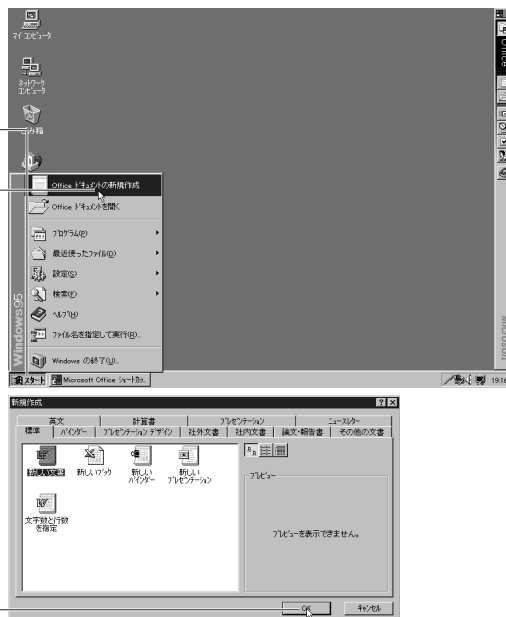 マイ コンピュータ
ネットワーク
コンピュータ
ごみ箱
Office
Microsoft
Windows95
Office ドキュメントの新規作成
Office ドキュメントを開く
プログラム(P)
最近使ったファイル(D)
設定(S)
検索(F)
ヘルプ(H)
ファイル名を指定して実行(R)...
Windows の終了(U)...
スタート
Microsoft Office ショートカッ...
19:16
新規作成
英文
計算書
プレゼンテーション
ニュースレター
標準
バインダー
プレゼンテーション デザイン
社外文書
社内文書
論文・報告書
その他の文書
新しい文書
新しいブック
新しい
バインダー
新しい
プレゼンテーション
文字数と行数
を指定
プレビュー
プレビューを表示できません。
OK
キャンセル